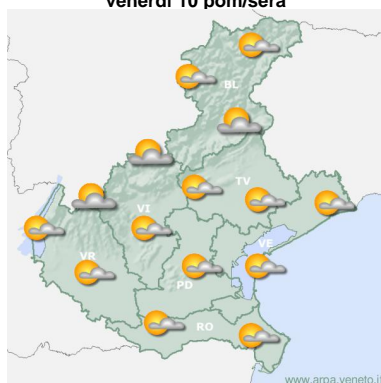 venerdì 10 pom/sera
BL
TV
VI
VE
VR
PD
RO
www.arpa.veneto.it